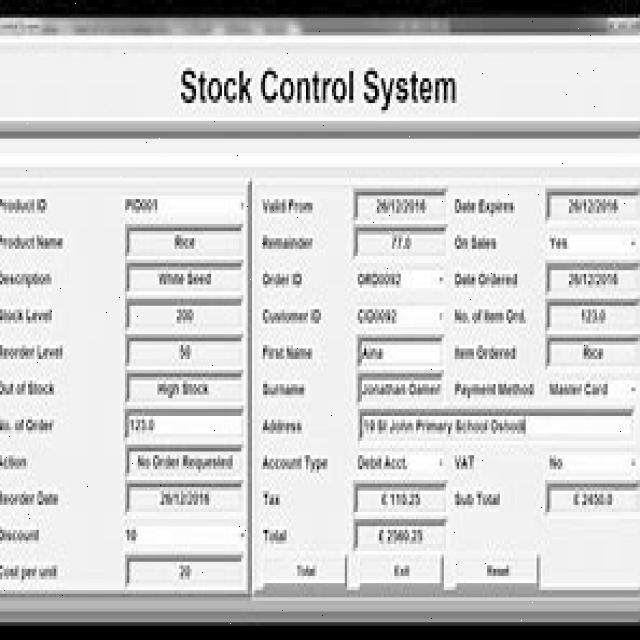 Stock Control System
Product ID PID001 Valid From 26/12/2016 Date Expires 26/12/2016
Product Name Rice Remainder 77.0 On Sales Yes
Description White Seed Order ID ORD0092 Date Ordered 26/12/2016
Stock Level 200 Customer ID CID0092 No. of Item Ord. 123.0
Reorder Level 50 First Name Item Ordered Rice
Out of Stock High Stock Surname Jonathan Payment Method Master Card
No. of Order 123.0 Address St John Primary School
Action No Order Requested Account Type Debit Acct. VAT No
Reorder Date 26/12/2016 Tax £ 110.25 Sub Total £ 2450.0
Discount 10 Total £ 2560.25
Cost per unit 20 Total Exit Reset